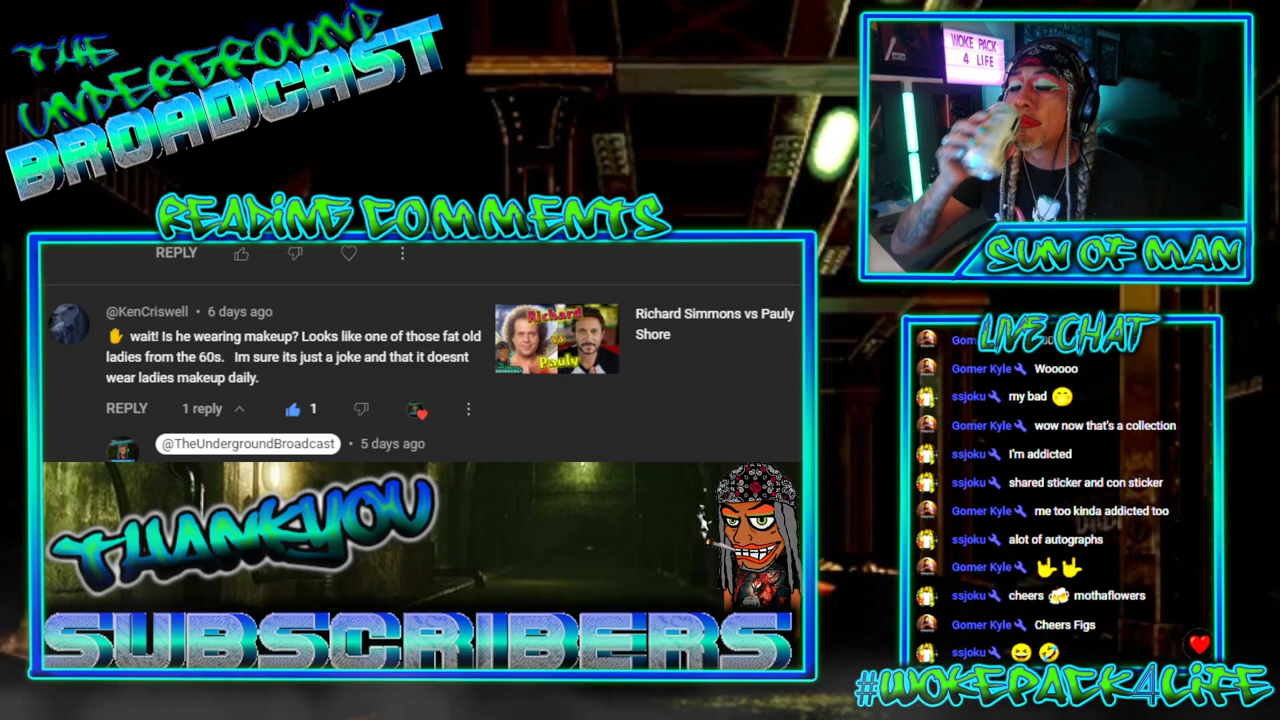 THE
UNDERGROUND
BROADCAST
READING COMMENTS
REPLY
@KenCriswell • 6 days ago
✋ wait! Is he wearing makeup? Looks like one of those fat old
ladies from the 60s. Im sure its just a joke and that it doesnt
wear ladies makeup daily.
Richard
vs
Pauly
Richard Simmons vs Pauly
Shore
REPLY 1 reply 1
@TheUndergroundBroadcast • 5 days ago
THANKYOU
SUBSCRIBERS
WOKE PACK
4 LIFE
SUN OF MAN
LIVE CHAT
Gomer Kyle Wooooo
ssjoku my bad
Gomer Kyle wow now that's a collection
ssjoku I'm addicted
ssjoku shared sticker and con sticker
Gomer Kyle me too kinda addicted too
ssjoku alot of autographs
Gomer Kyle 🤟🤟
ssjoku cheers 🍻 mothaflowers
Gomer Kyle Cheers Figs
ssjoku 😆 🤣
#WOKEPACK4LIFE